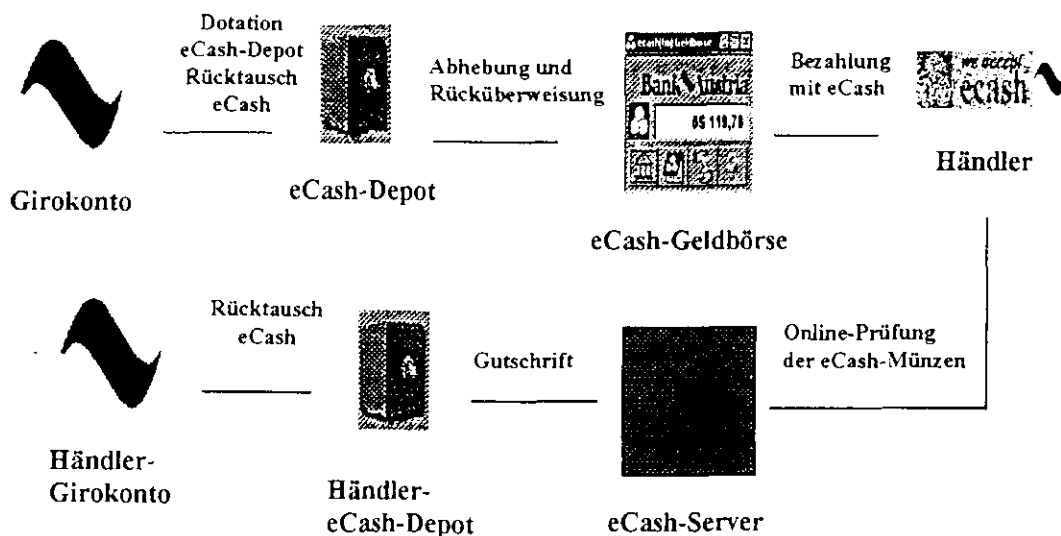 Dotation
eCash-Depot
Rücktausch
eCash
Girokonto
eCash-Depot
Abhebung und
Rücküberweisung
Bank Austria
öS 119,78
eCash-Geldbörse
Bezahlung
mit eCash
we accept
ecash
Händler
Händler-
Girokonto
Rücktausch
eCash
Händler-
eCash-Depot
Gutschrift
eCash-Server
Online-Prüfung
der eCash-Münzen